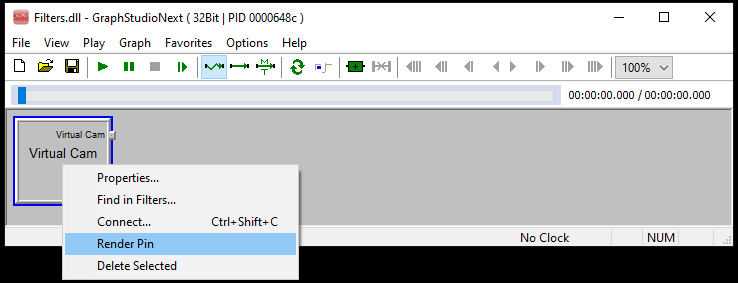 Filters.dll - GraphStudioNext ( 32Bit | PID 0000648c )
File View Play Graph Favorites Options Help
100%
00:00:00.000 / 00:00:00.000
Virtual Cam
Virtual Cam
Properties...
Find in Filters...
Connect... Ctrl+Shift+C
Render Pin
Delete Selected
No Clock NUM